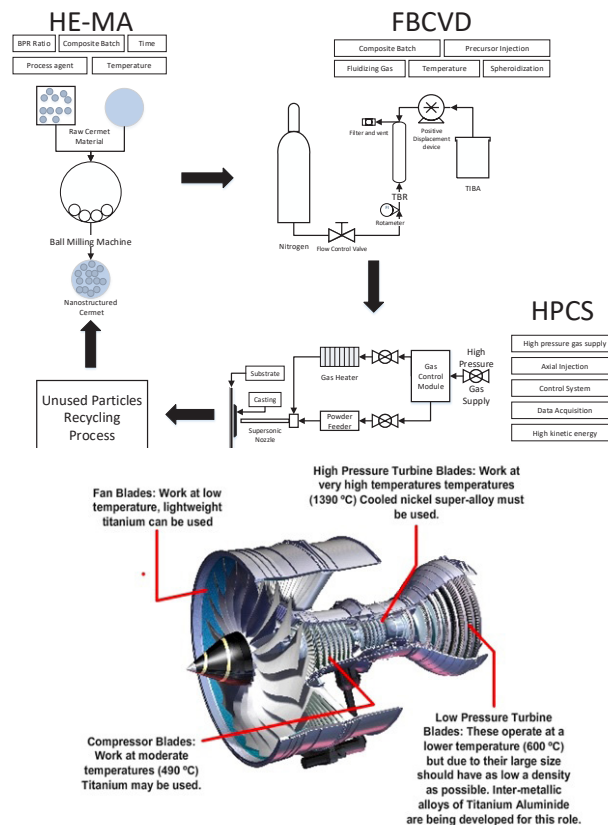 HE-MA
BPR Ratio
Composite Batch
Time
Process agent
Temperature
Raw Cermet
Material
Ball Milling Machine
Nanostructured
Cermet
FBCVD
Composite Batch
Precursor Injection
Fluidizing Gas
Temperature
Spheroidization
Filter and vent
Positive
Displacement
device
TBR
TIBA
Rotameter
Nitrogen
Flow Control Valve
HPCS
High pressure gas supply
Axial Injection
Control System
Data Acquisition
High kinetic energy
High
Pressure
Gas
Supply
Gas
Control
Module
Gas Heater
Powder
Feeder
Substrate
Casting
Supersonic
Nozzle
Unused Particles
Recycling
Process
High Pressure Turbine Blades: Work at
very high temperatures temperatures
(1390 ºC) Cooled nickel super-alloy must
be used.
Fan Blades: Work at low
temperature, lightweight
titanium can be used
Compressor Blades:
Work at moderate
temperatures (490 ºC)
Titanium may be used.
Low Pressure Turbine
Blades: These operate at a
lower temperature (600 ºC)
but due to their large size
should have as low a density
as possible. Inter-metallic
alloys of Titanium Aluminide
are being developed for this role.